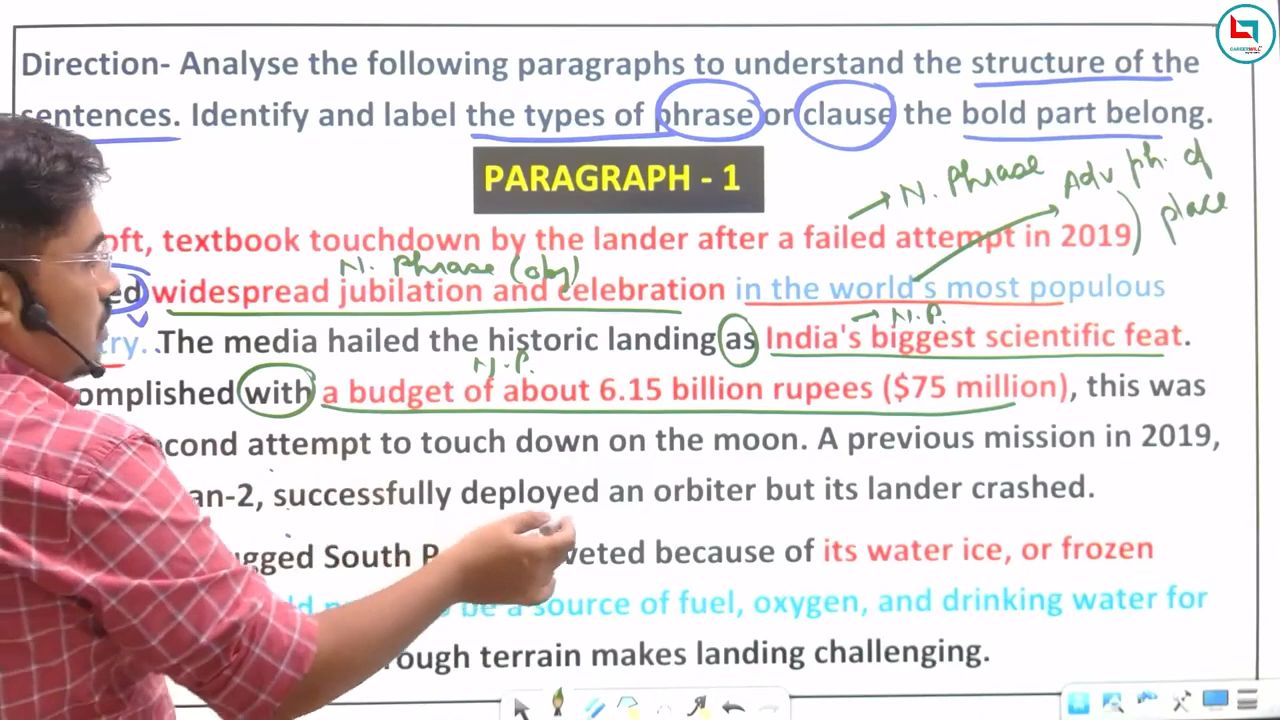 CAREERWILL
Direction- Analyse the following paragraphs to understand the structure of the
sentences. Identify and label the types of phrase or clause the bold part belong.
PARAGRAPH - 1
→ N. Phrase
Adv ph. of
place
oft, textbook touchdown by the lander after a failed attempt in 2019
N. Phrase (obj)
ed widespread jubilation and celebration in the world's most populous
→ N.P.
try. The media hailed the historic landing as India's biggest scientific feat.
N.P.
omplished with a budget of about 6.15 billion rupees ($75 million), this was
cond attempt to touch down on the moon. A previous mission in 2019,
an-2, successfully deployed an orbiter but its lander crashed.
gged South P veted because of its water ice, or frozen
be a source of fuel, oxygen, and drinking water for
rough terrain makes landing challenging.